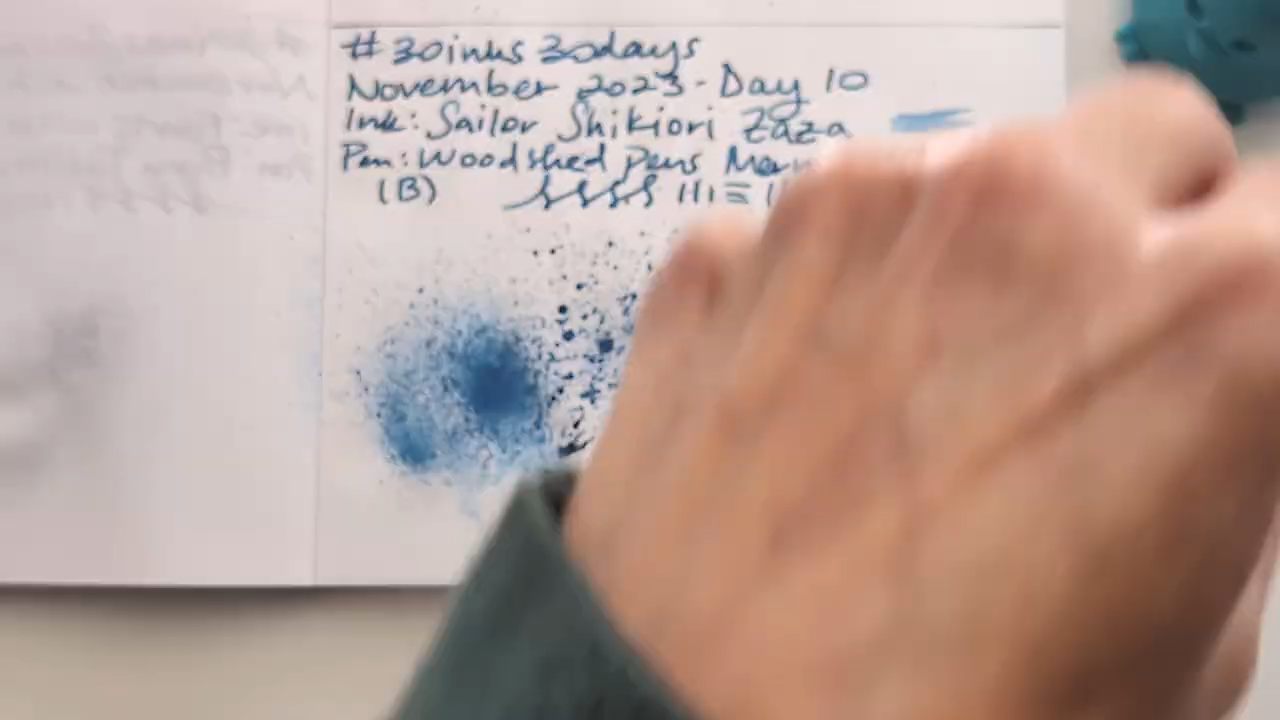 #30inks30days
November 2023 - Day 10
Ink: Sailor Shikiori Zaza
Pen: Woodshed Pens
(B)